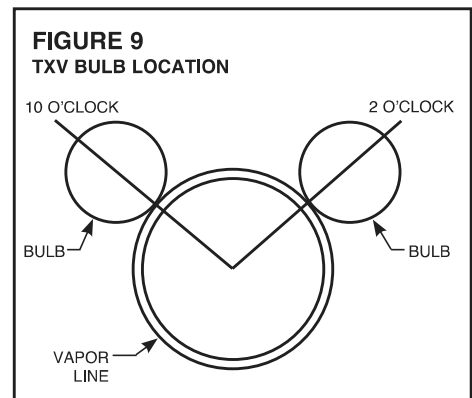 FIGURE 9
TXV BULB LOCATION
10 O'CLOCK
2 O'CLOCK
BULB
BULB
VAPOR
LINE